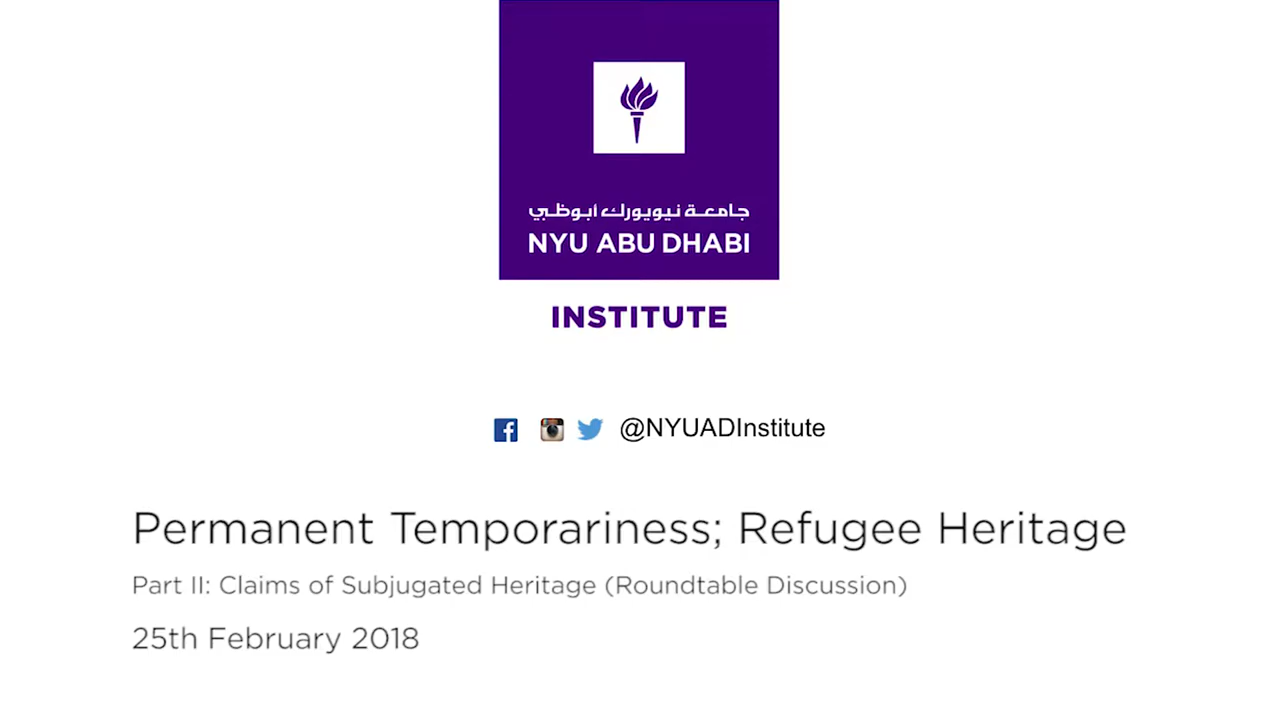 جامعة نيويورك أبوظبي
NYU ABU DHABI
INSTITUTE
@NYUADInstitute
Permanent Temporariness; Refugee Heritage
Part II: Claims of Subjugated Heritage (Roundtable Discussion)
25th February 2018